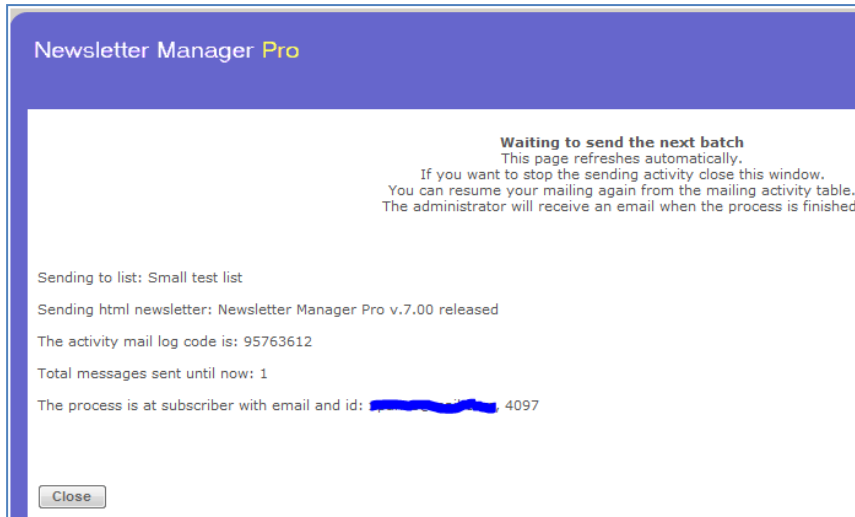 Newsletter Manager Pro
Waiting to send the next batch
This page refreshes automatically.
If you want to stop the sending activity close this window.
You can resume your mailing again from the mailing activity table.
The administrator will receive an email when the process is finished
Sending to list: Small test list
Sending html newsletter: Newsletter Manager Pro v.7.00 released
The activity mail log code is: 95763612
Total messages sent until now: 1
The process is at subscriber with email and id: , 4097
Close